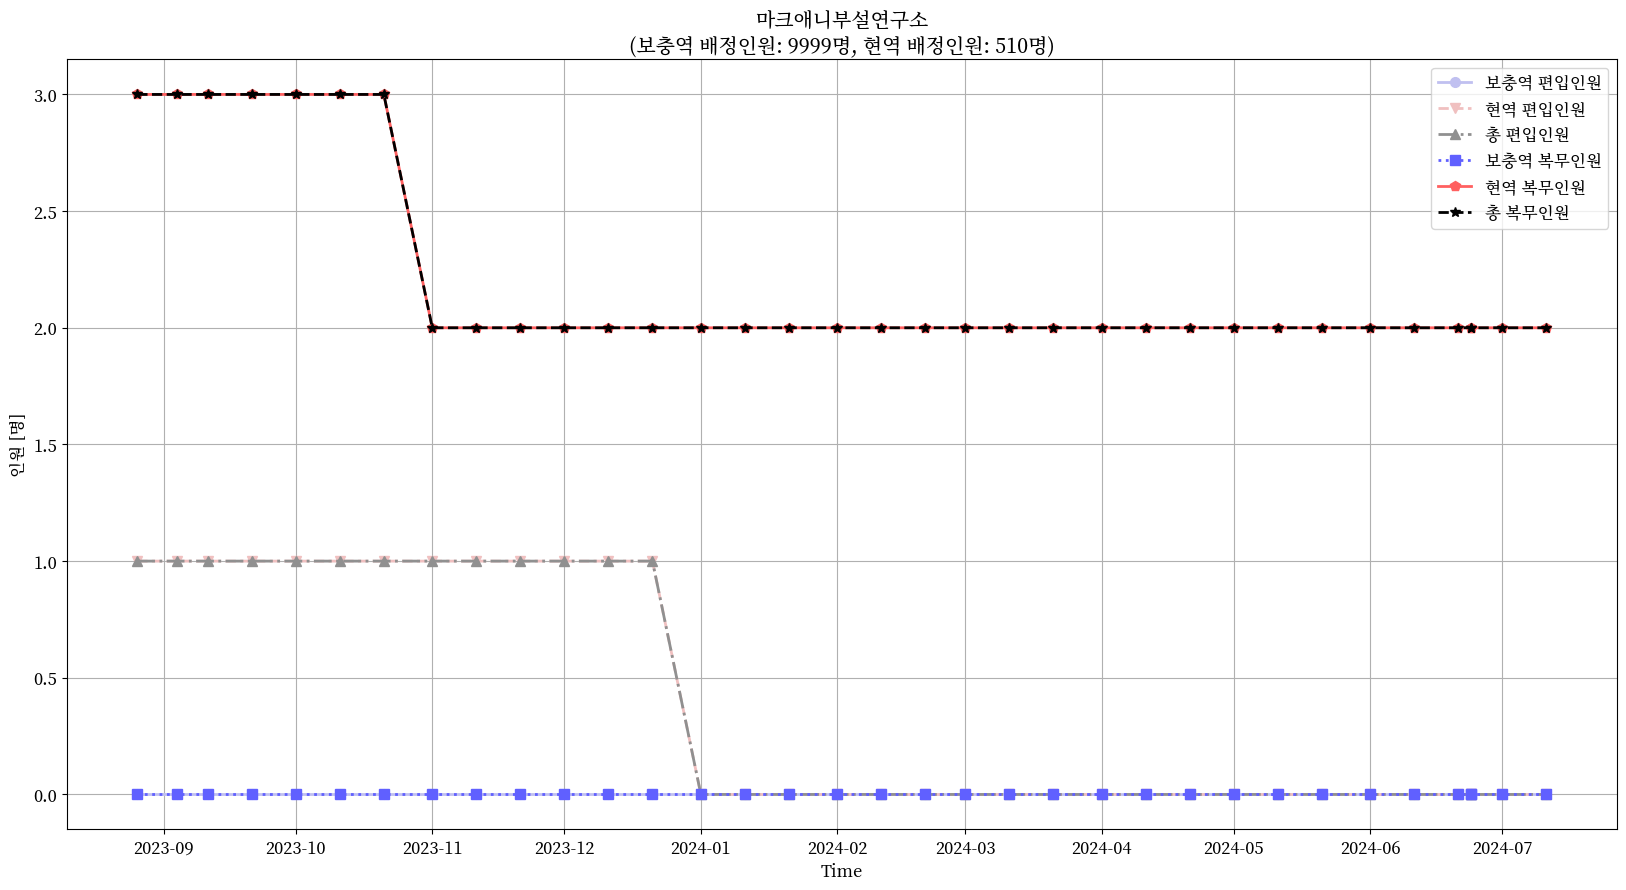 마크애니부설연구소
(보충역 배정인원: 9999명, 현역 배정인원: 510명)
보충역 편입인원
현역 편입인원
총 편입인원
보충역 복무인원
현역 복무인원
총 복무인원
인원 [명]
3.0
2.5
2.0
1.5
1.0
0.5
0.0
2023-09 2023-10 2023-11 2023-12 2024-01 2024-02 2024-03 2024-04 2024-05 2024-06 2024-07
Time